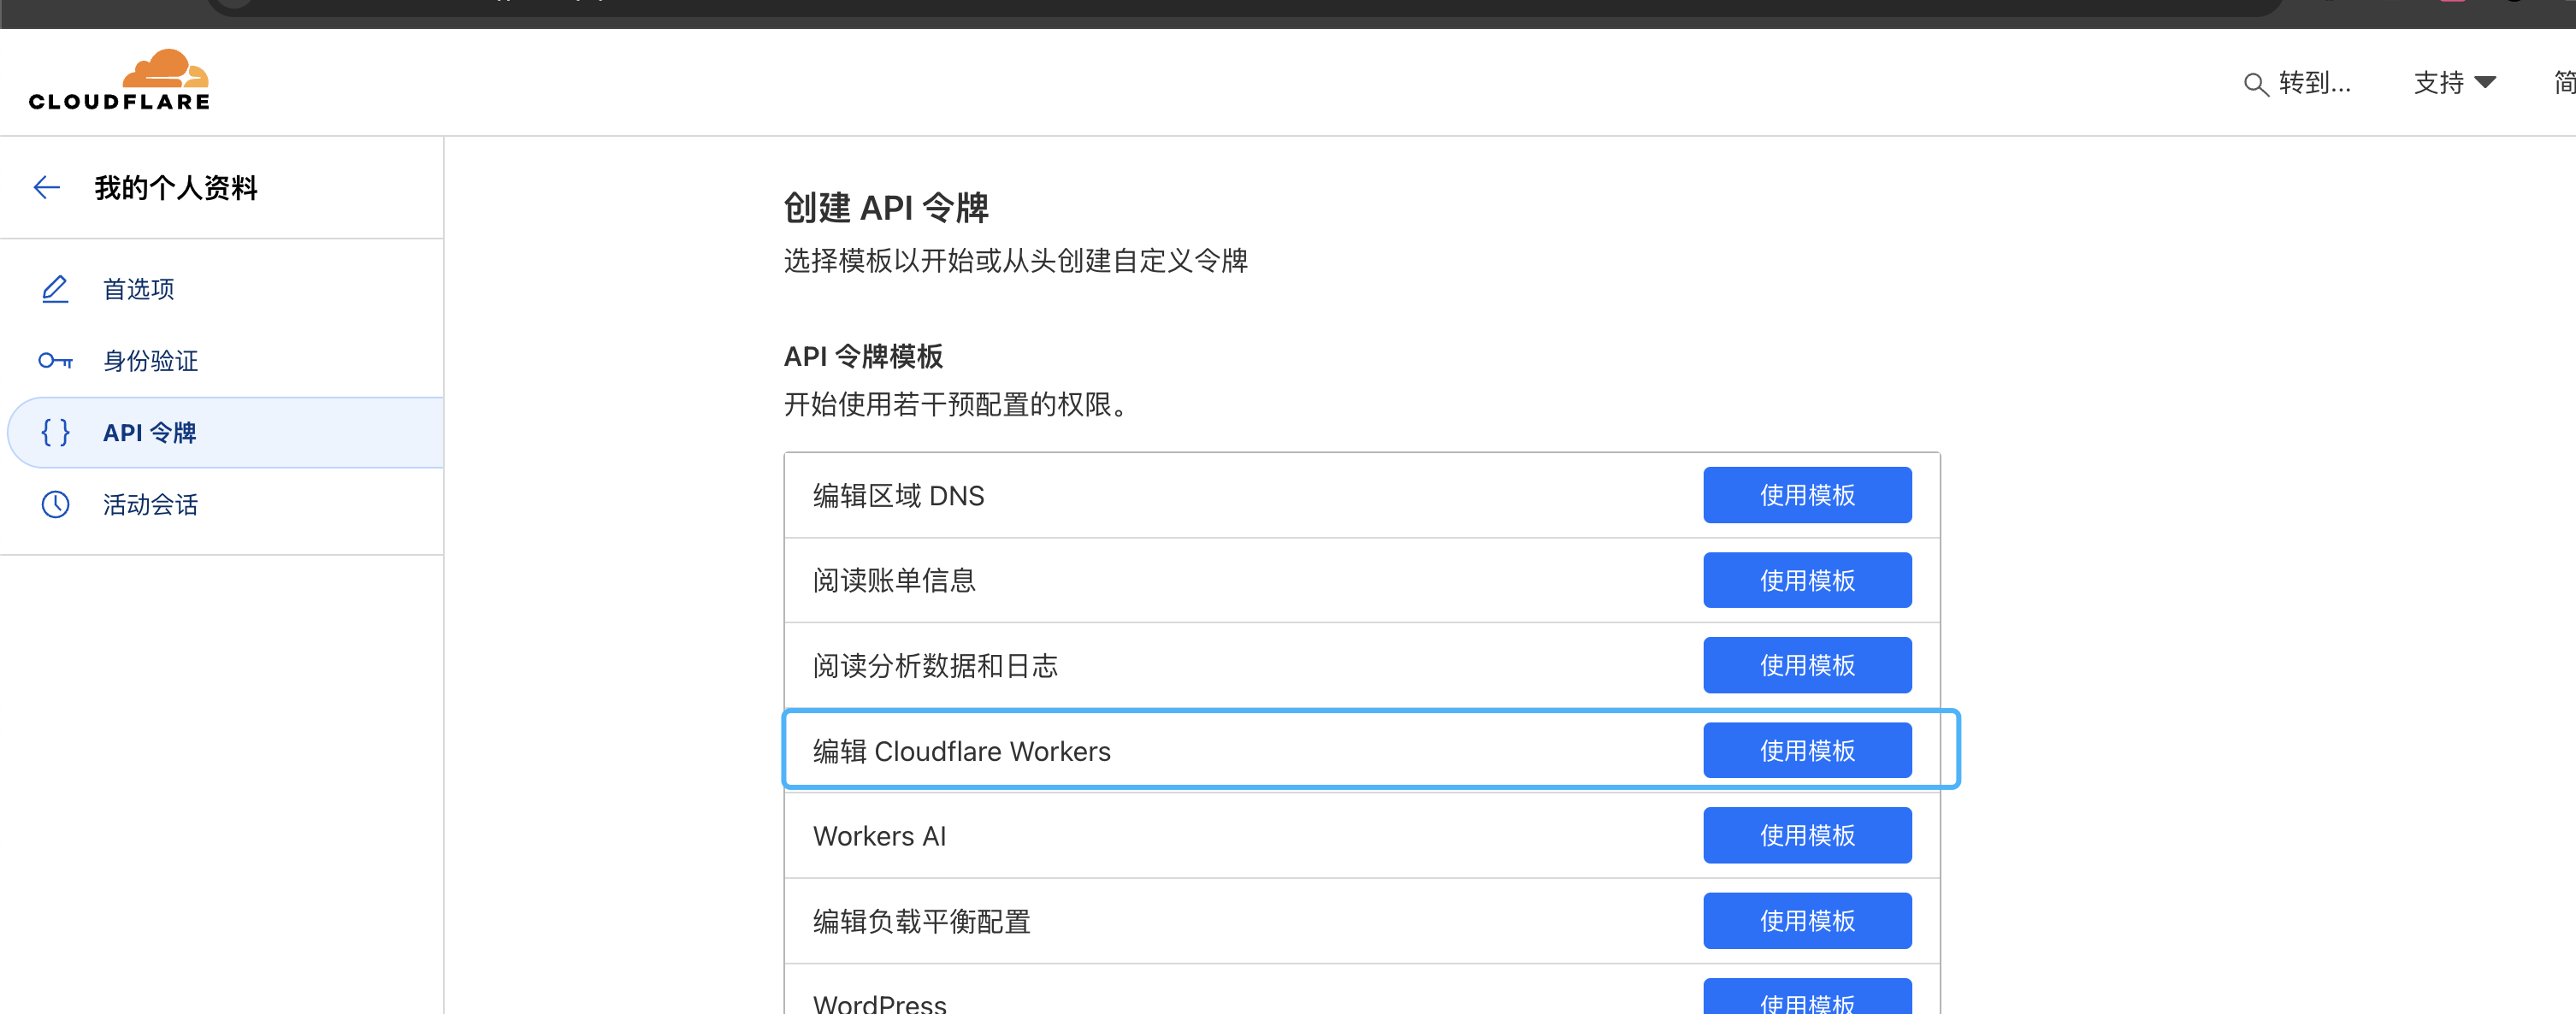 CLOUDFLARE
转到...
支持
简
我的个人资料
首选项
身份验证
API 令牌
活动会话
创建 API 令牌
选择模板以开始或从头创建自定义令牌
API 令牌模板
开始使用若干预配置的权限。
编辑区域 DNS 使用模板
阅读账单信息 使用模板
阅读分析数据和日志 使用模板
编辑 Cloudflare Workers 使用模板
Workers AI 使用模板
编辑负载平衡配置 使用模板
WordPress 使用模板